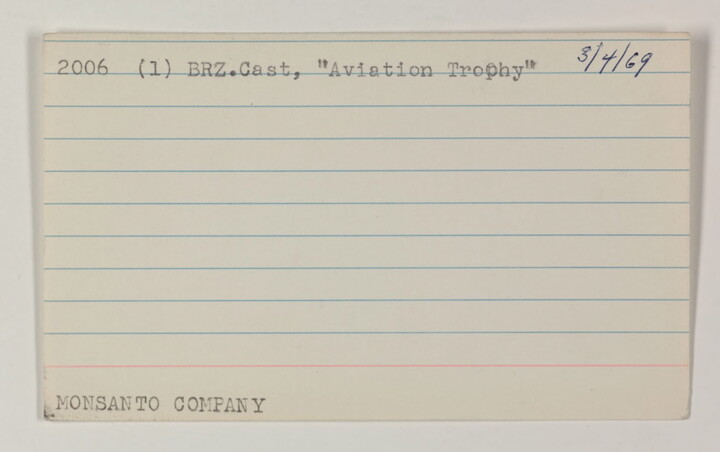 2006 (1) BRZ.Cast, "Aviation Trophy" 3/4/69
MONSANTO COMPANY